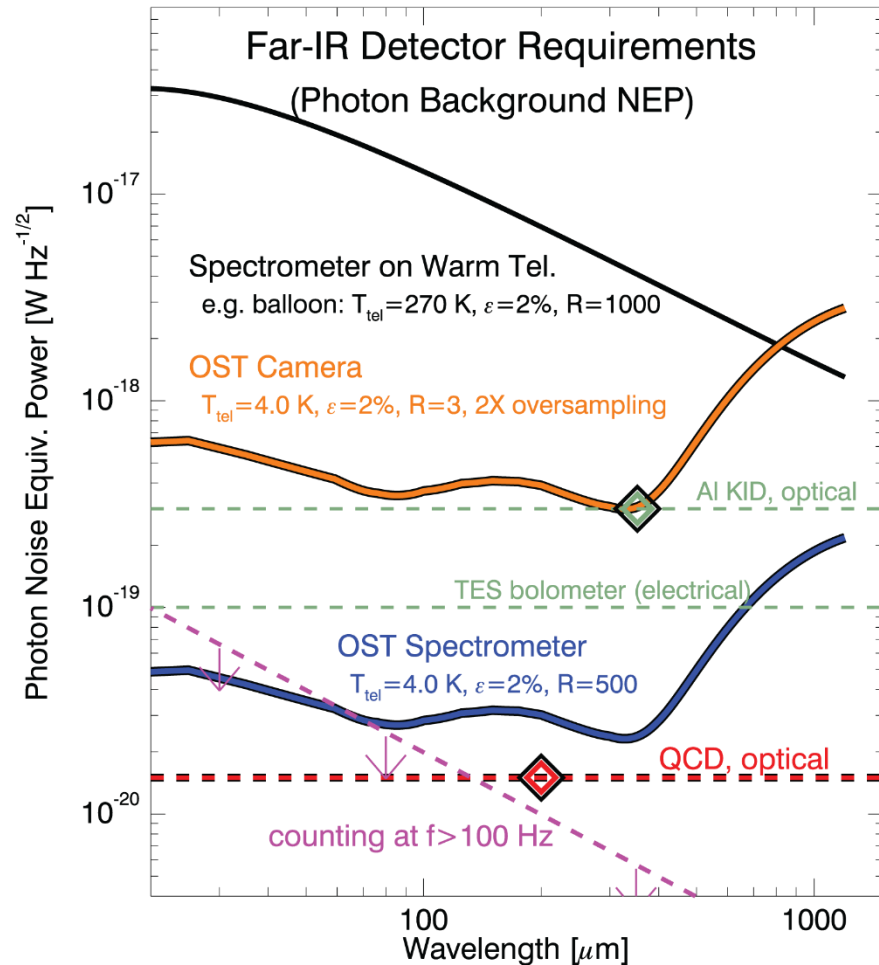 Far-IR Detector Requirements
(Photon Background NEP)
Photon Noise Equiv. Power [W Hz^-1/2]
10^-17
Spectrometer on Warm Tel.
e.g. balloon: T_tel=270 K, ε=2%, R=1000
10^-18
OST Camera
T_tel=4.0 K, ε=2%, R=3, 2X oversampling
Al KID, optical
10^-19
TES bolometer (electrical)
OST Spectrometer
T_tel=4.0 K, ε=2%, R=500
QCD, optical
10^-20
counting at f>100 Hz
100
1000
Wavelength [μm]